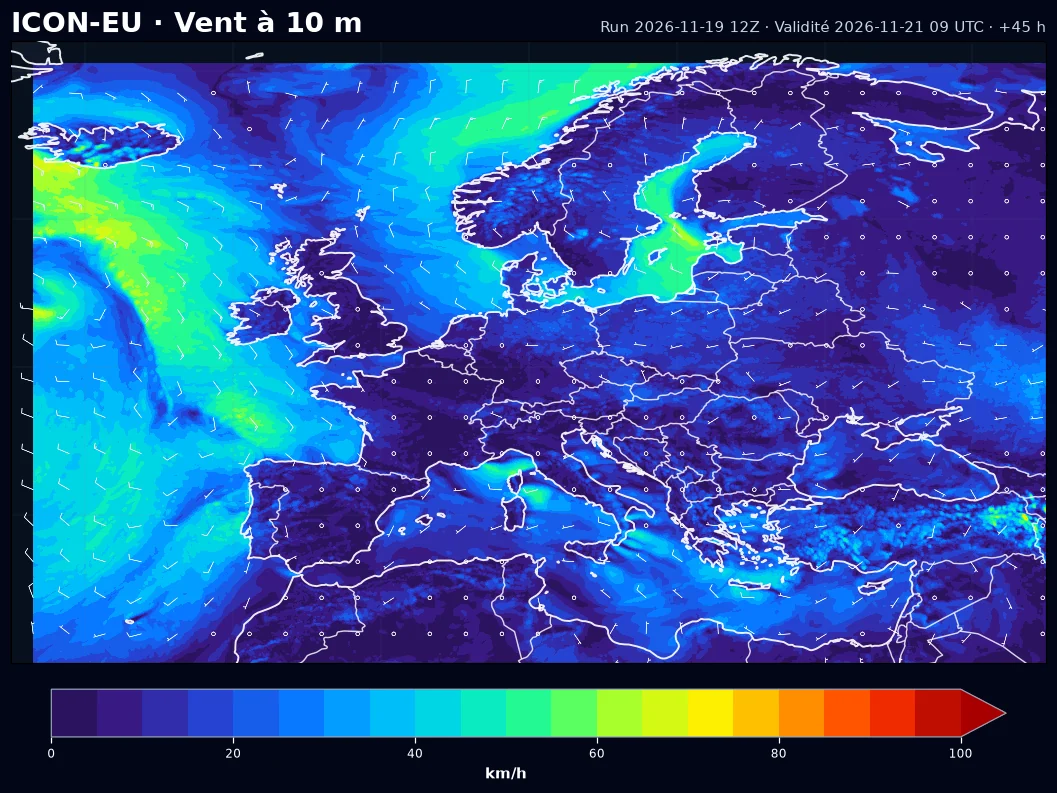 ICON-EU · Vent à 10 m
Run 2026-11-19 12Z · Validité 2026-11-21 09 UTC · +45 h
0 20 40 60 80 100
km/h